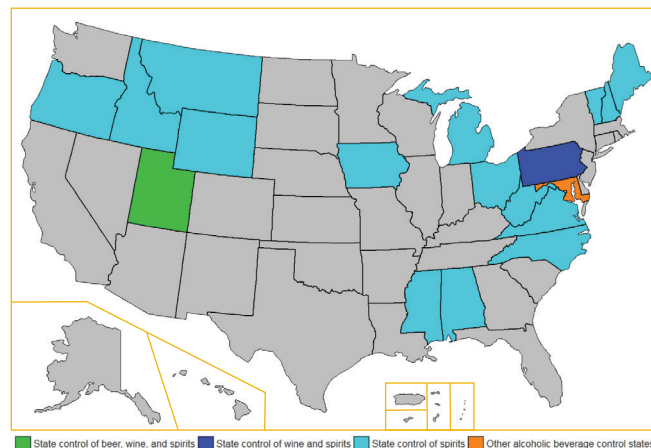 State control of beer, wine, and spirits State control of wine and spirits State control of spirits Other alcoholic beverage control states